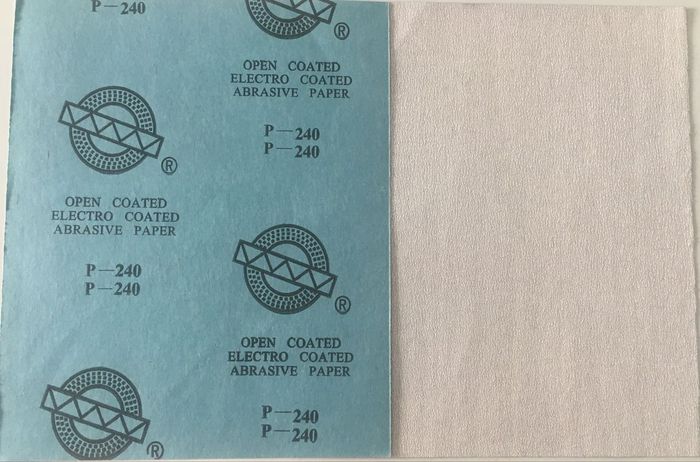 P—240
®
OPEN COATED
ELECTRO COATED
ABRASIVE PAPER
P—240
P—240
®
OPEN COATED
ELECTRO COATED
ABRASIVE PAPER
P—240
P—240
®
OPEN COATED
ELECTRO COATED
ABRASIVE PAPER
P—240
P—240
®